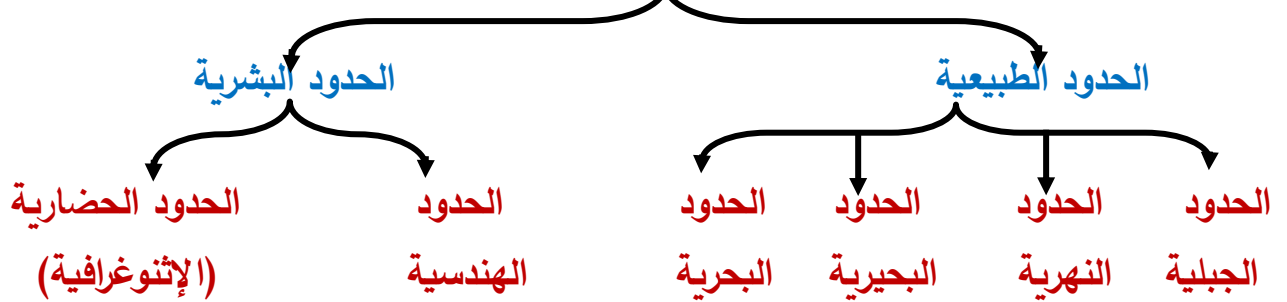 الحدود الطبيعية
الحدود البشرية
الحدود
الجبلية
الحدود
النهرية
الحدود
البحيرية
الحدود
البحرية
الحدود
الهندسية
الحدود الحضارية
(الإثنوغرافية)